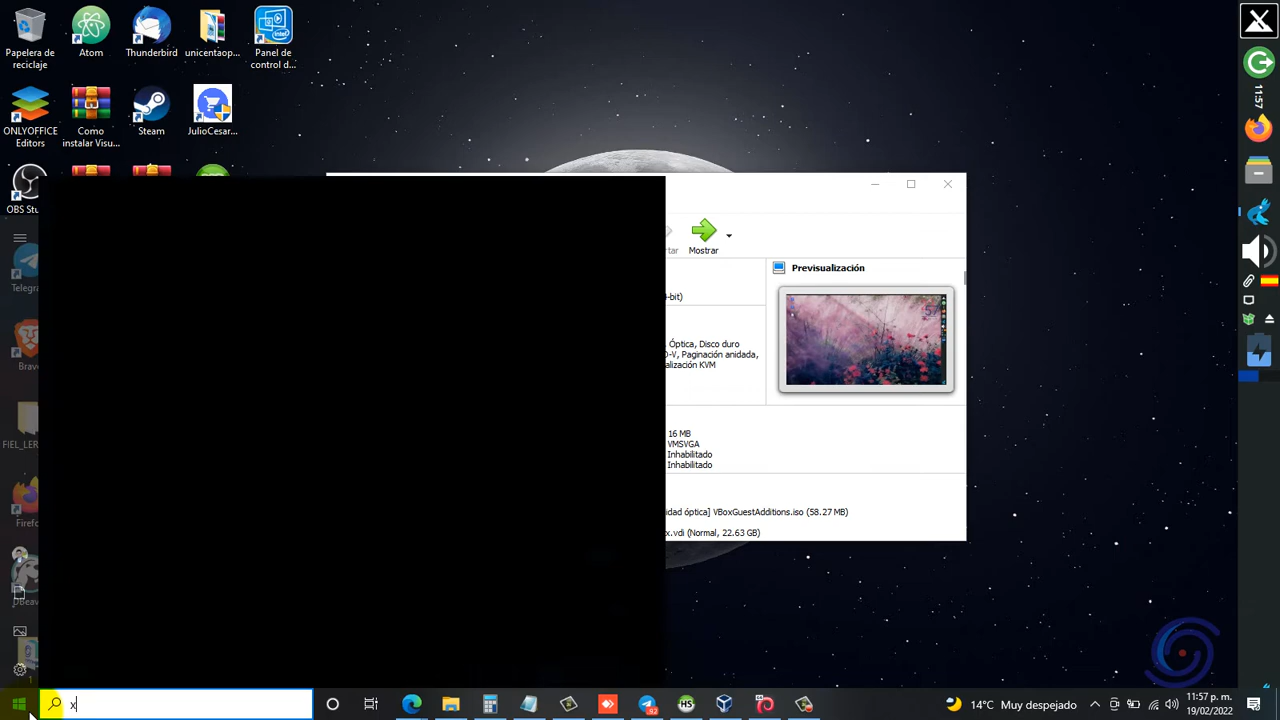 Papelera de
reciclaje
Atom
Thunderbird
unicentaop...
Panel de
control d...
ONLYOFFICE
Editors
Como
instalar Visu...
Steam
JulioCesar...
OBS Stu
Telegra
Brave
FIEL_LER
Firefo
DBeav
1
Mostrar
Previsualización
-bit)
Óptica, Disco duro
D-V, Paginación anidada,
alización KVM
16 MB
VMSVGA
Inhabilitado
Inhabilitado
idad óptica] VBoxGuestAdditions.iso (58.27 MB)
x.vdi (Normal, 22.63 GB)
11:57
x
HS
14°C Muy despejado
11:57 p. m.
19/02/2022